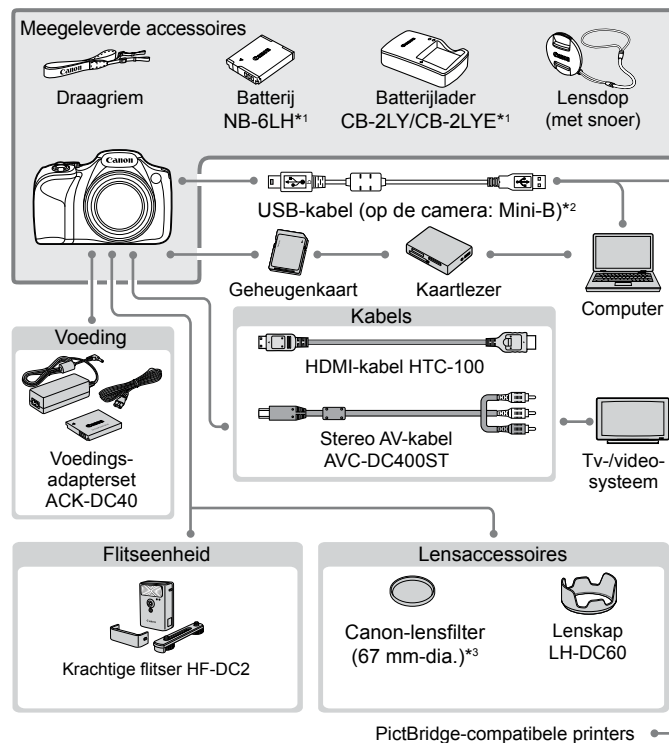 Meegeleverde accessoires
Canon
Canon
Draagriem
Batterij
NB-6LH*1
Batterijlader
CB-2LY/CB-2LYE*1
Lensdop
(met snoer)
Canon
USB-kabel (op de camera: Mini-B)*2
Geheugenkaart
Kaartlezer
Computer
Voeding
Voedings-
adapterset
ACK-DC40
Kabels
HDMI-kabel HTC-100
Stereo AV-kabel
AVC-DC400ST
Tv-/video-
systeem
Flitseenheid
Krachtige flitser HF-DC2
Lensaccessoires
Canon-lensfilter
(67 mm-dia.)*3
Lenskap
LH-DC60
PictBridge-compatibele printers